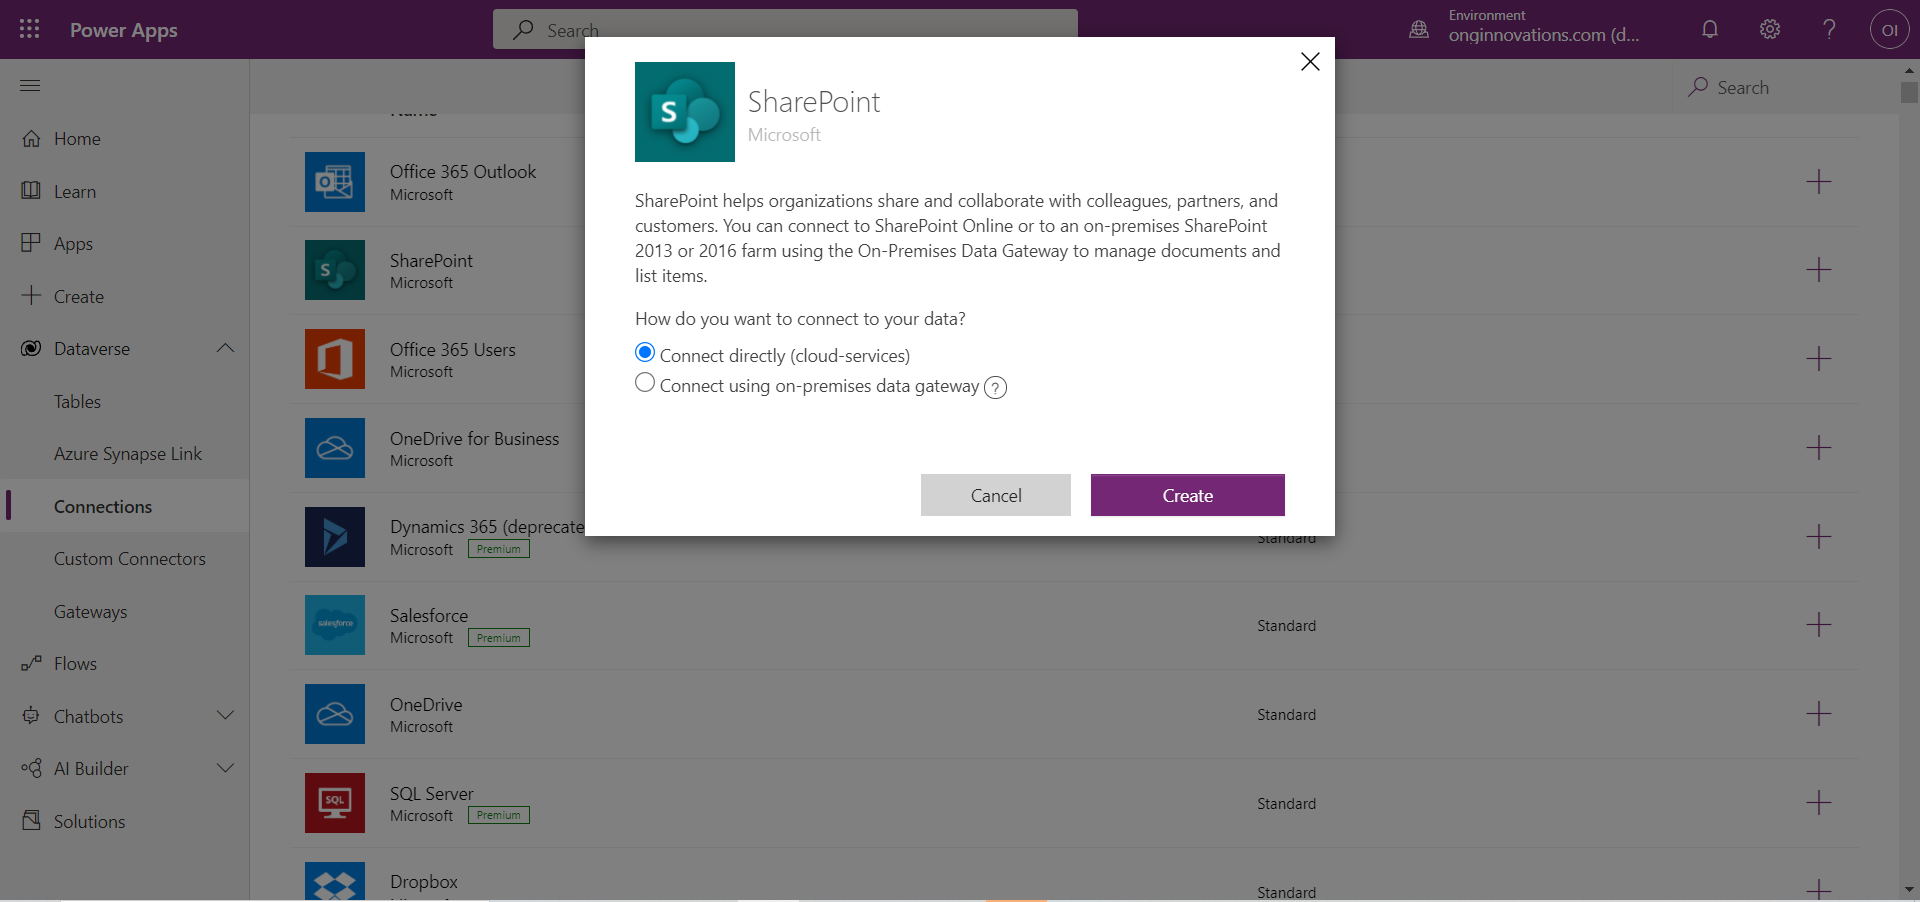 Power Apps
Search
Environment
onginnovations.com (d...
OI
Search
Home
Learn
Apps
Create
Dataverse
Tables
Azure Synapse Link
Connections
Custom Connectors
Gateways
Flows
Chatbots
AI Builder
Solutions
Name
Office 365 Outlook
Microsoft
SharePoint
Microsoft
Office 365 Users
Microsoft
OneDrive for Business
Microsoft
Dynamics 365 (deprecate
Microsoft Premium
Standard
salesforce
Salesforce
Microsoft Premium
Standard
OneDrive
Microsoft
Standard
SQL
SQL Server
Microsoft Premium
Standard
Dropbox
Standard
S
SharePoint
Microsoft
SharePoint helps organizations share and collaborate with colleagues, partners, and
customers. You can connect to SharePoint Online or to an on-premises SharePoint
2013 or 2016 farm using the On-Premises Data Gateway to manage documents and
list items.
How do you want to connect to your data?
Connect directly (cloud-services)
Connect using on-premises data gateway ?
Cancel
Create